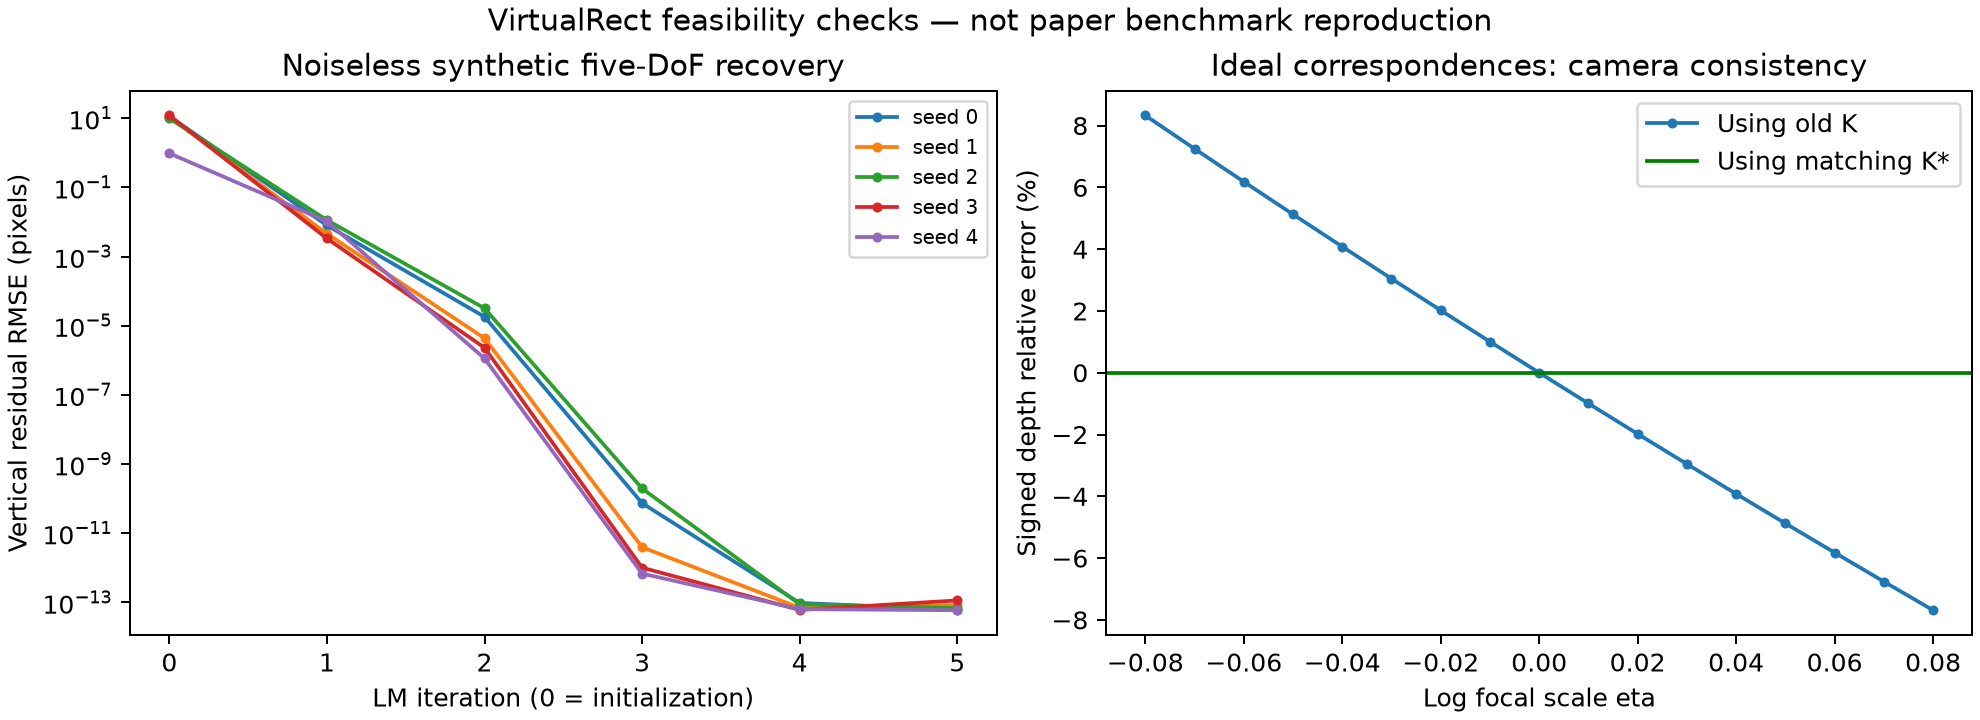 VirtualRect feasibility checks — not paper benchmark reproduction
Noiseless synthetic five-DoF recovery
Vertical residual RMSE (pixels)
10¹
10⁻¹
10⁻³
10⁻⁵
10⁻⁷
10⁻⁹
10⁻¹¹
10⁻¹³
seed 0
seed 1
seed 2
seed 3
seed 4
0 1 2 3 4 5
LM iteration (0 = initialization)
Ideal correspondences: camera consistency
Signed depth relative error (%)
8
6
4
2
0
−2
−4
−6
−8
Using old K
Using matching K*
−0.08 −0.06 −0.04 −0.02 0.00 0.02 0.04 0.06 0.08
Log focal scale eta